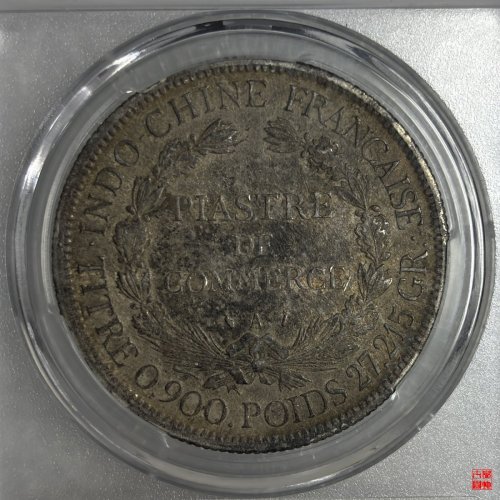 INDO-CHINE FRANÇAISE
PIASTRE
DE
COMMERCE
A
TITRE 0.900. POIDS 27.215 GR.